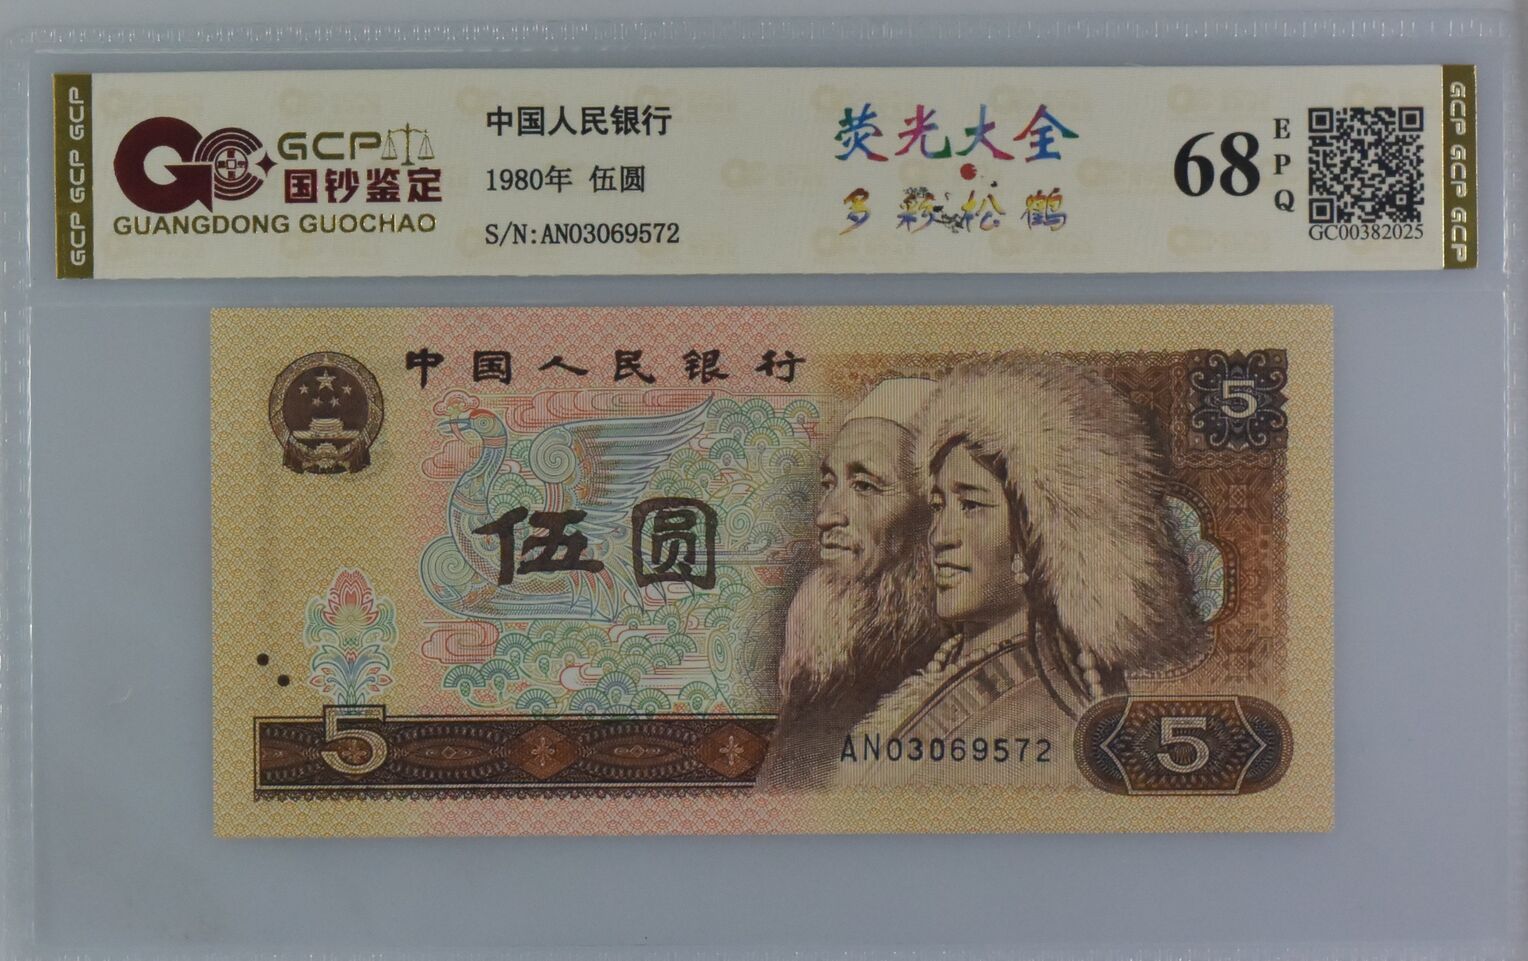 GCP GCP GCP
GCP
国钞鉴定
GUANGDONG GUOCHAO
中国人民银行
1980年 伍圆
S/N:AN03069572
荧光大全
多彩松鹤
68
EPQ
GC00382025
GCP GCP GCP
中国人民银行
5
伍圆
5
AN03069572
5